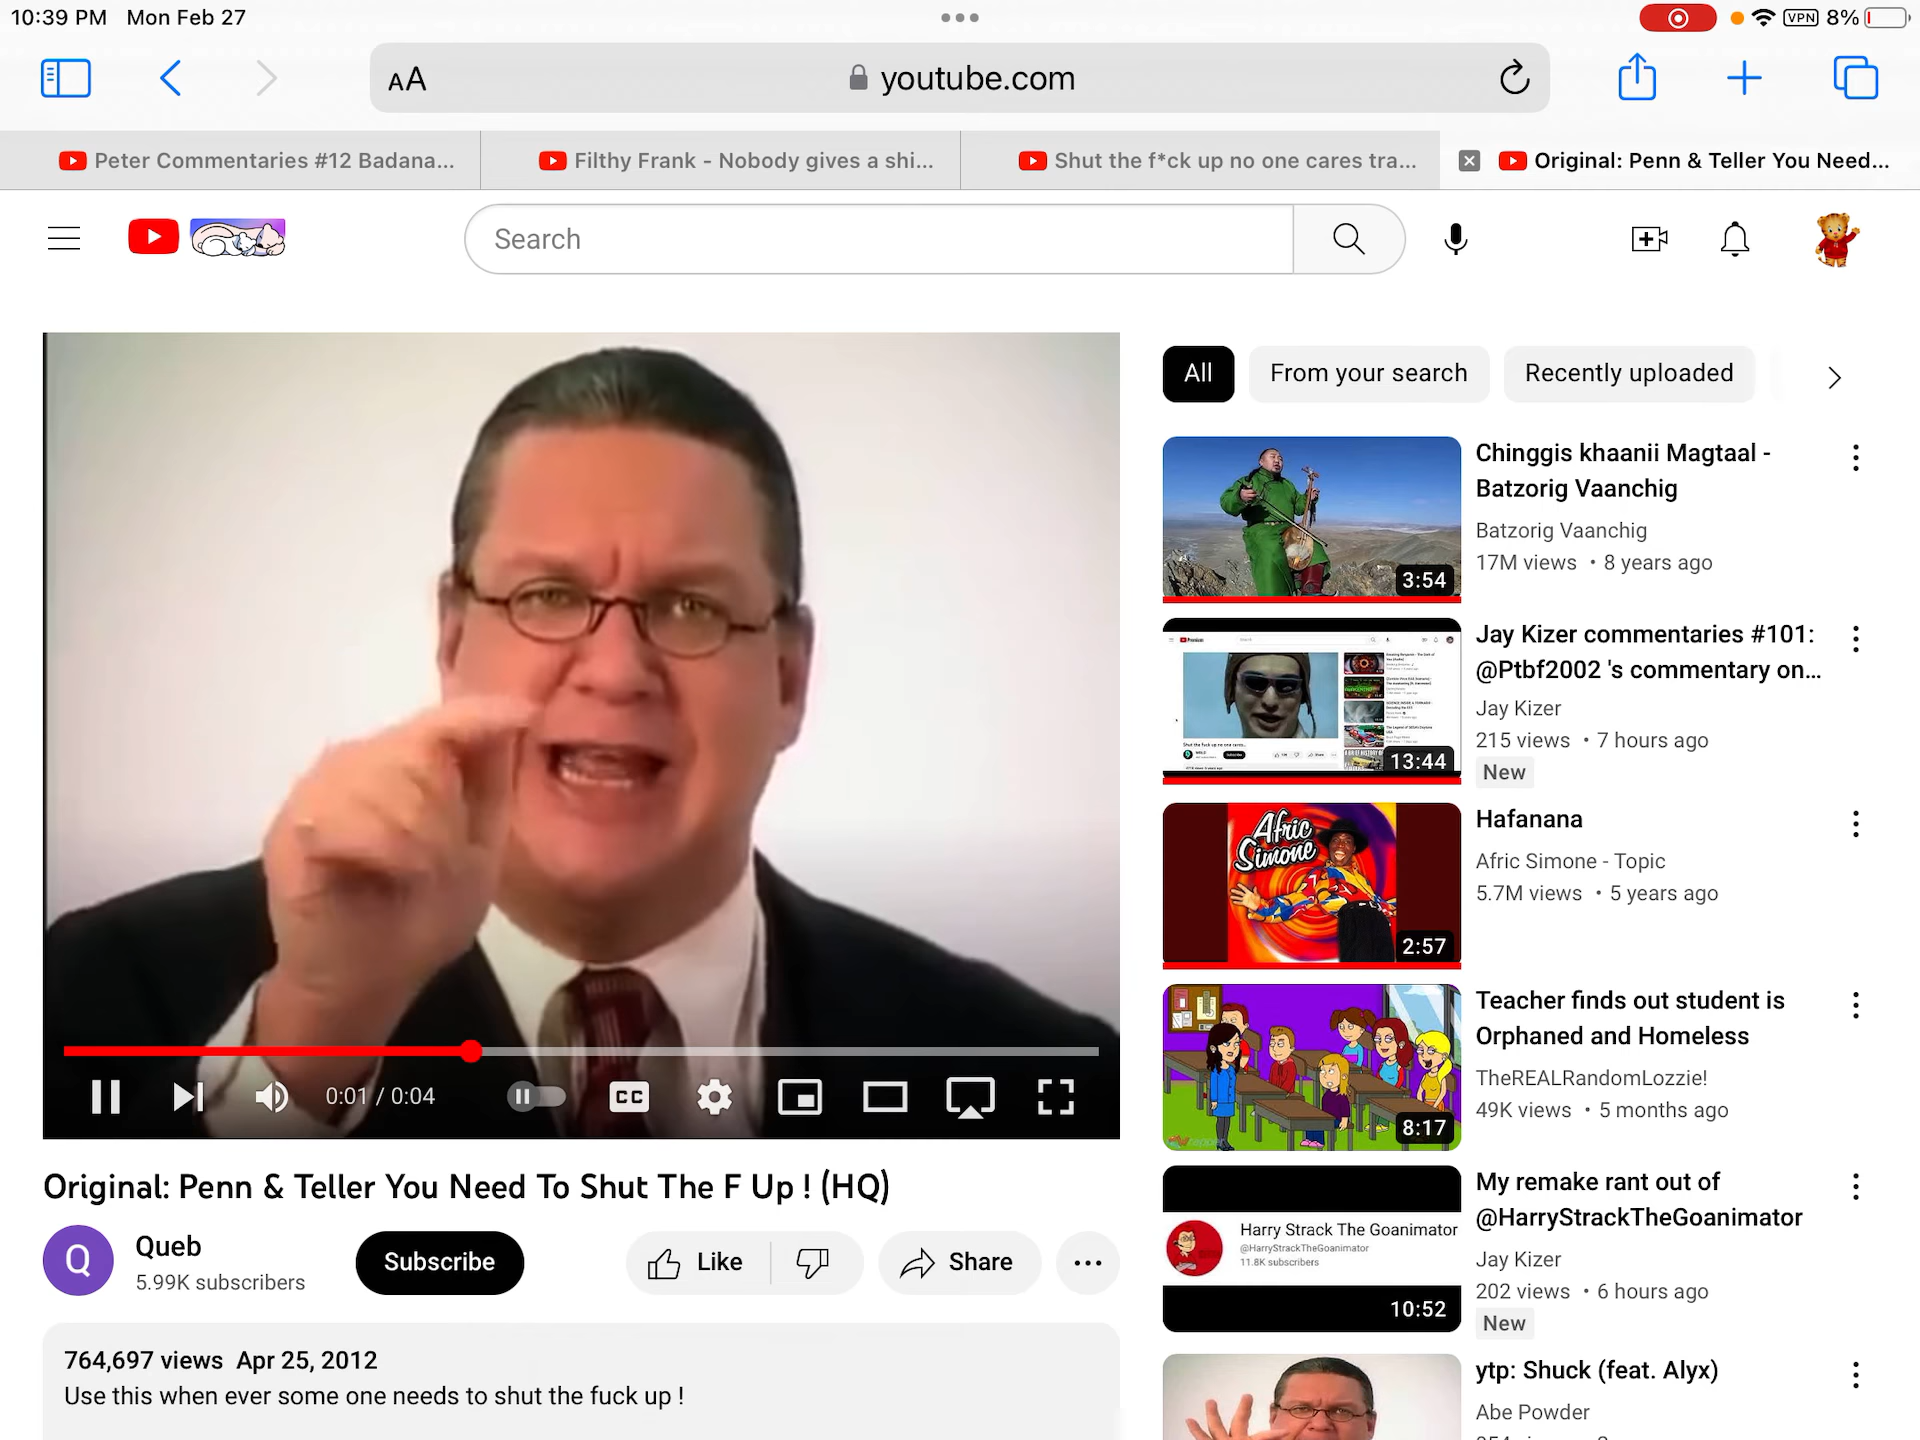 10:39 PM Mon Feb 27
VPN 8%
AA youtube.com
Peter Commentaries #12 Badana...
Filthy Frank - Nobody gives a shi...
Shut the f*ck up no one cares tra...
Original: Penn & Teller You Need...
Search
All
From your search
Recently uploaded
0:01 / 0:04
CC
Original: Penn & Teller You Need To Shut The F Up ! (HQ)
Q
Queb
5.99K subscribers
Subscribe
Like
Share
764,697 views Apr 25, 2012
Use this when ever some one needs to shut the fuck up !
3:54
Chinggis khaanii Magtaal -
Batzorig Vaanchig
Batzorig Vaanchig
17M views • 8 years ago
13:44
Jay Kizer commentaries #101:
@Ptbf2002 's commentary on...
Jay Kizer
215 views • 7 hours ago
New
Afric
Simone
2:57
Hafanana
Afric Simone - Topic
5.7M views • 5 years ago
8:17
Teacher finds out student is
Orphaned and Homeless
TheREALRandomLozzie!
49K views • 5 months ago
Harry Strack The Goanimator
@HarryStrackTheGoanimator
11.8K subscribers
10:52
My remake rant out of
@HarryStrackTheGoanimator
Jay Kizer
202 views • 6 hours ago
New
ytp: Shuck (feat. Alyx)
Abe Powder